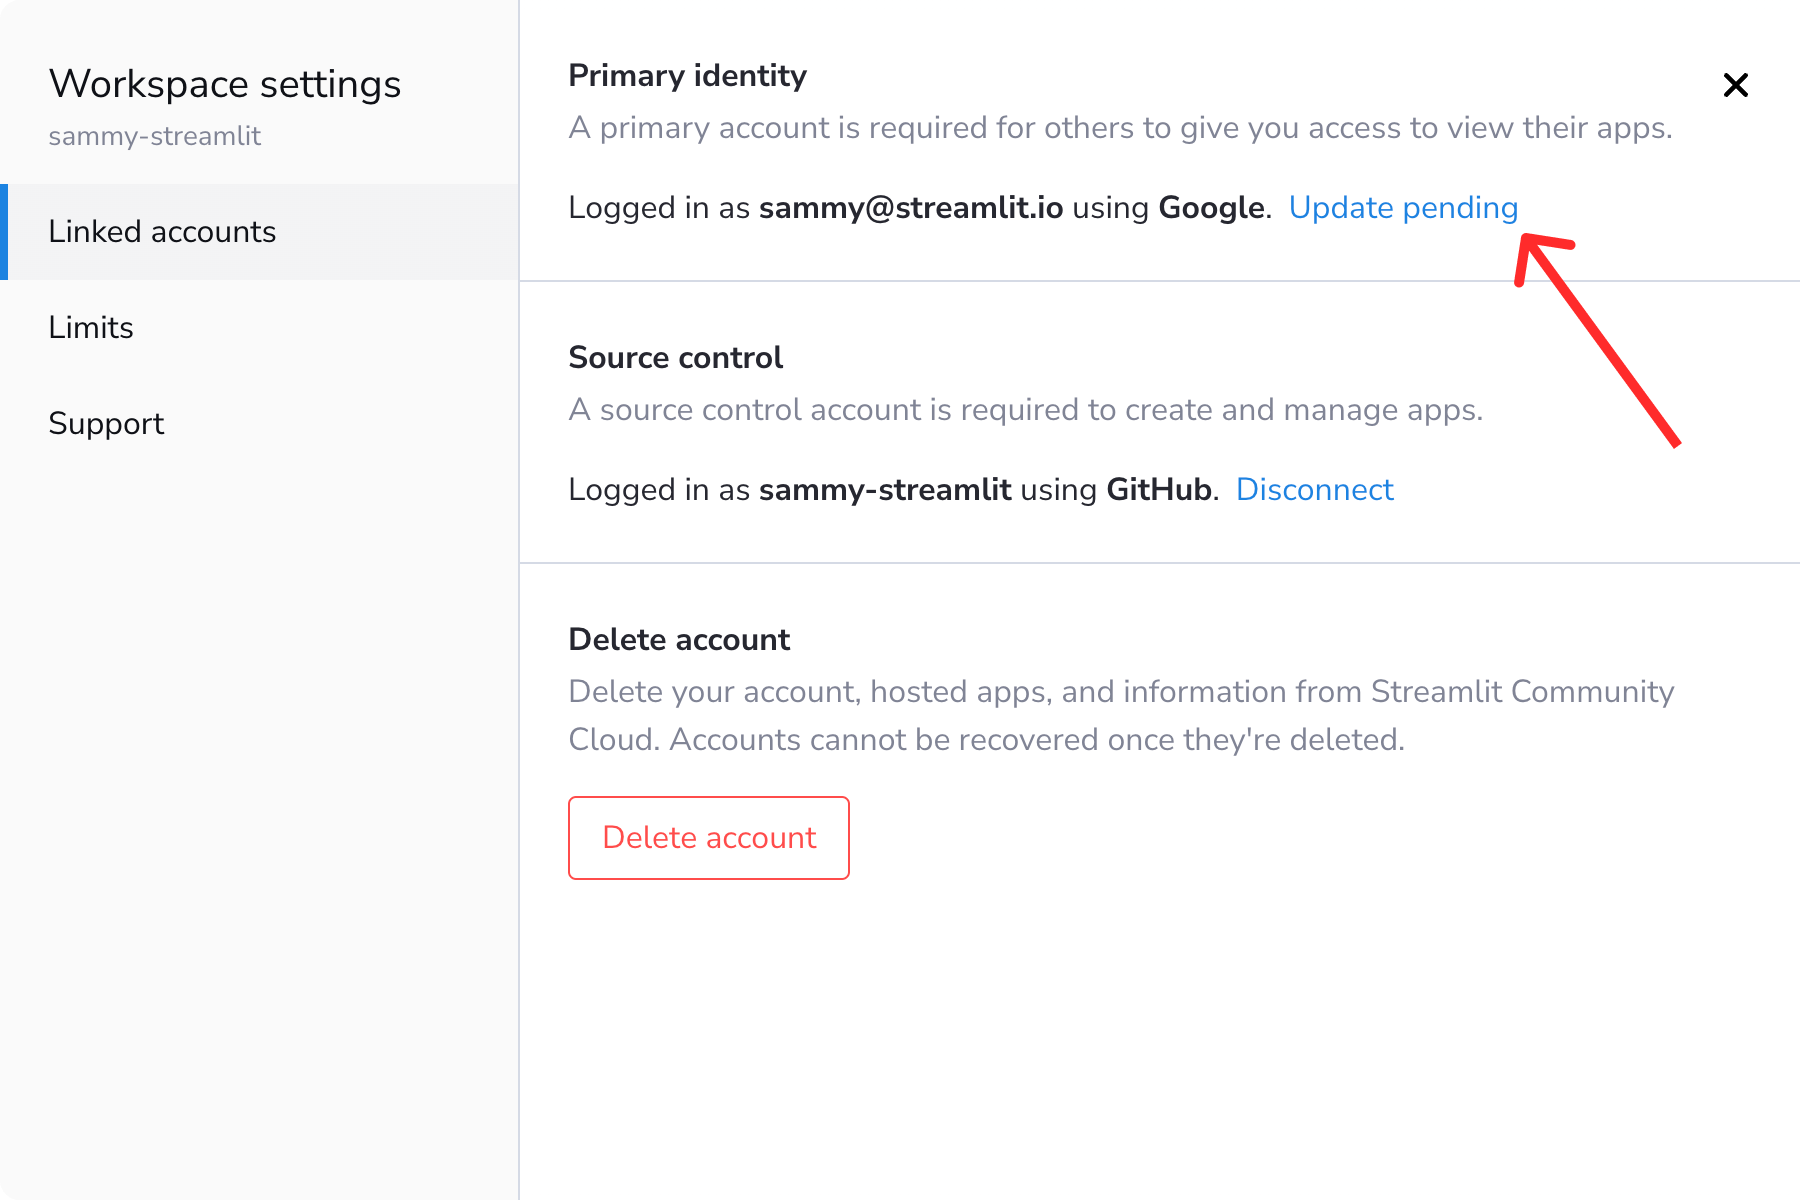 Workspace settings
sammy-streamlit
Linked accounts
Limits
Support
Primary identity
A primary account is required for others to give you access to view their apps.
Logged in as sammy@streamlit.io using Google. Update pending
Source control
A source control account is required to create and manage apps.
Logged in as sammy-streamlit using GitHub. Disconnect
Delete account
Delete your account, hosted apps, and information from Streamlit Community
Cloud. Accounts cannot be recovered once they're deleted.
Delete account